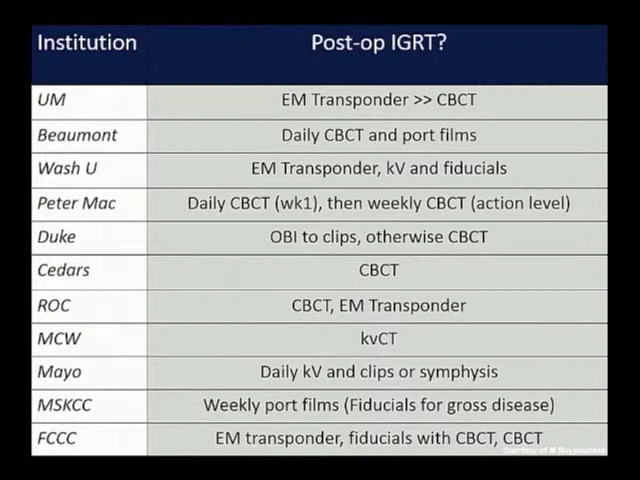 Institution Post-op IGRT?
UM EM Transponder >> CBCT
Beaumont Daily CBCT and port films
Wash U EM Transponder, kV and fiducials
Peter Mac Daily CBCT (wk1), then weekly CBCT (action level)
Duke OBI to clips, otherwise CBCT
Cedars CBCT
ROC CBCT, EM Transponder
MCW kvCT
Mayo Daily kV and clips or symphysis
MSKCC Weekly port films (Fiducials for gross disease)
FCCC EM transponder, fiducials with CBCT, CBCT
Courtesy of